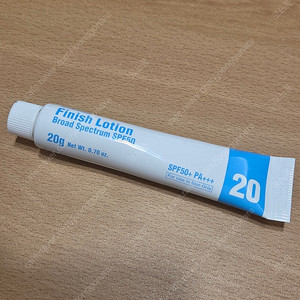 Finish Lotion
Broad Spectrum SPF50
20g Net Wt. 0.70 oz.
SPF50+ PA+++
20